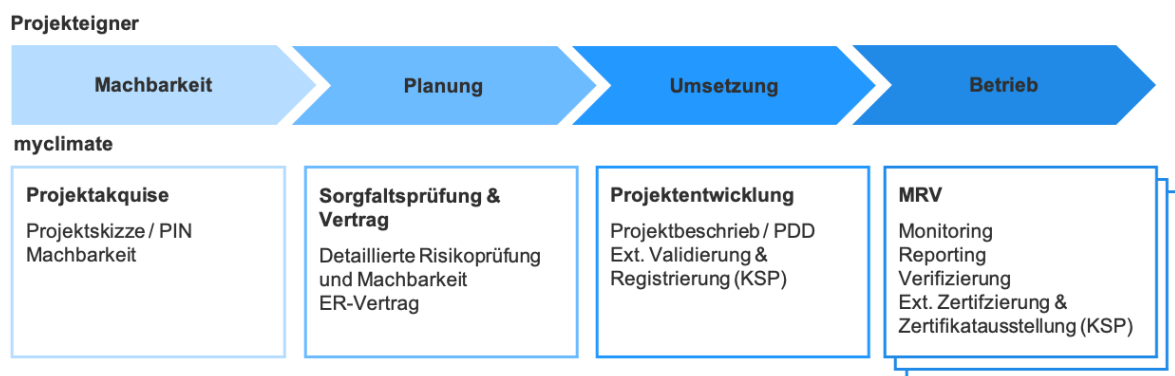 Projekteigner
Machbarkeit
Planung
Umsetzung
Betrieb
myclimate
Projektakquise
Projektskizze / PIN
Machbarkeit
Sorgfaltsprüfung &
Vertrag
Detaillierte Risikoprüfung
und Machbarkeit
ER-Vertrag
Projektentwicklung
Projektbeschrieb / PDD
Ext. Validierung &
Registrierung (KSP)
MRV
Monitoring
Reporting
Verifizierung
Ext. Zertifzierung &
Zertifikatausstellung (KSP)